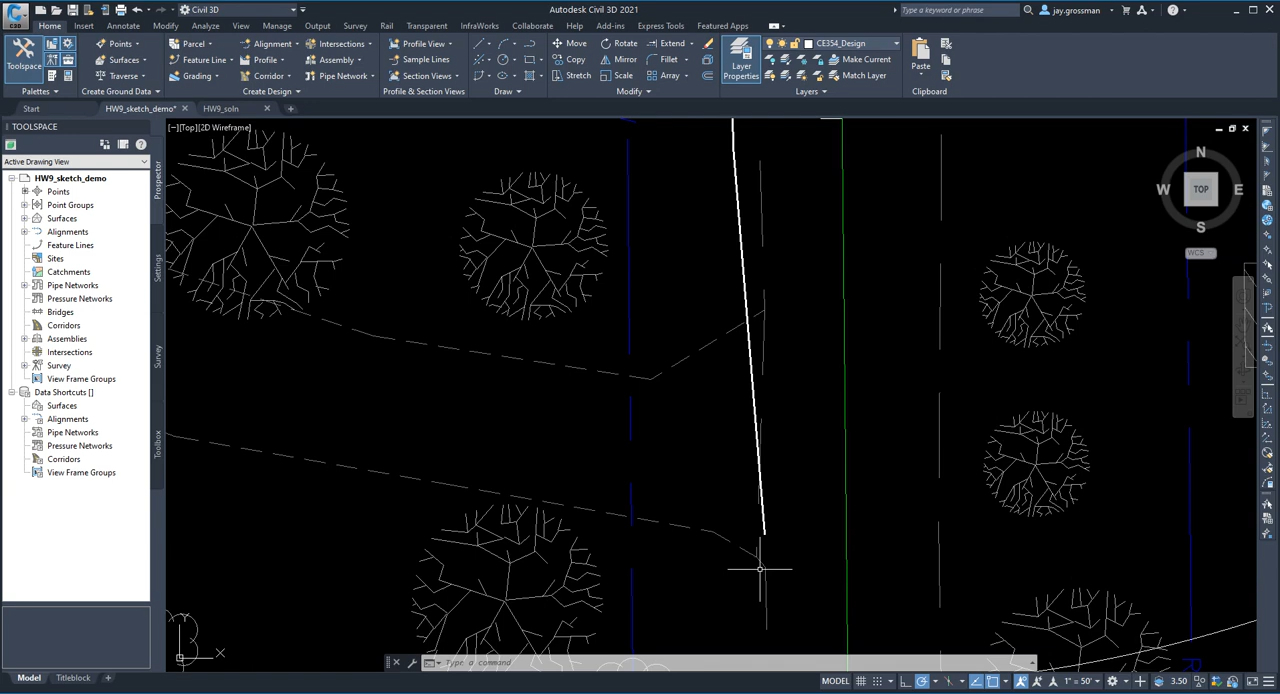 Civil 3D
Autodesk Civil 3D 2021
Type a keyword or phrase
jay.grossman
C3D
Home Insert Annotate Modify Analyze View Manage Output Survey Rail Transparent InfraWorks Collaborate Help Add-ins Express Tools Featured Apps
Toolspace
Points
Surfaces
Traverse
Parcel
Feature Line
Grading
Alignment
Profile
Corridor
Intersections
Assembly
Pipe Network
Profile View
Sample Lines
Section Views
Move
Copy
Stretch
Rotate
Mirror
Scale
Extend
Fillet
Array
Layer
Properties
CE354_Design
Make Current
Match Layer
Paste
Palettes Create Ground Data Create Design Profile & Section Views Draw Modify Layers Clipboard
Start HW9_sketch_demo* HW9_soln
TOOLSPACE
Active Drawing View
HW9_sketch_demo
Points
Point Groups
Surfaces
Alignments
Feature Lines
Sites
Catchments
Pipe Networks
Pressure Networks
Bridges
Corridors
Assemblies
Intersections
Survey
View Frame Groups
Data Shortcuts []
Surfaces
Alignments
Pipe Networks
Pressure Networks
Corridors
View Frame Groups
Prospector
Settings
Survey
Toolbox
[−][Top][2D Wireframe]
N
W TOP E
S
WCS
X
Type a command
Model Titleblock
MODEL
1" = 50'
3.50